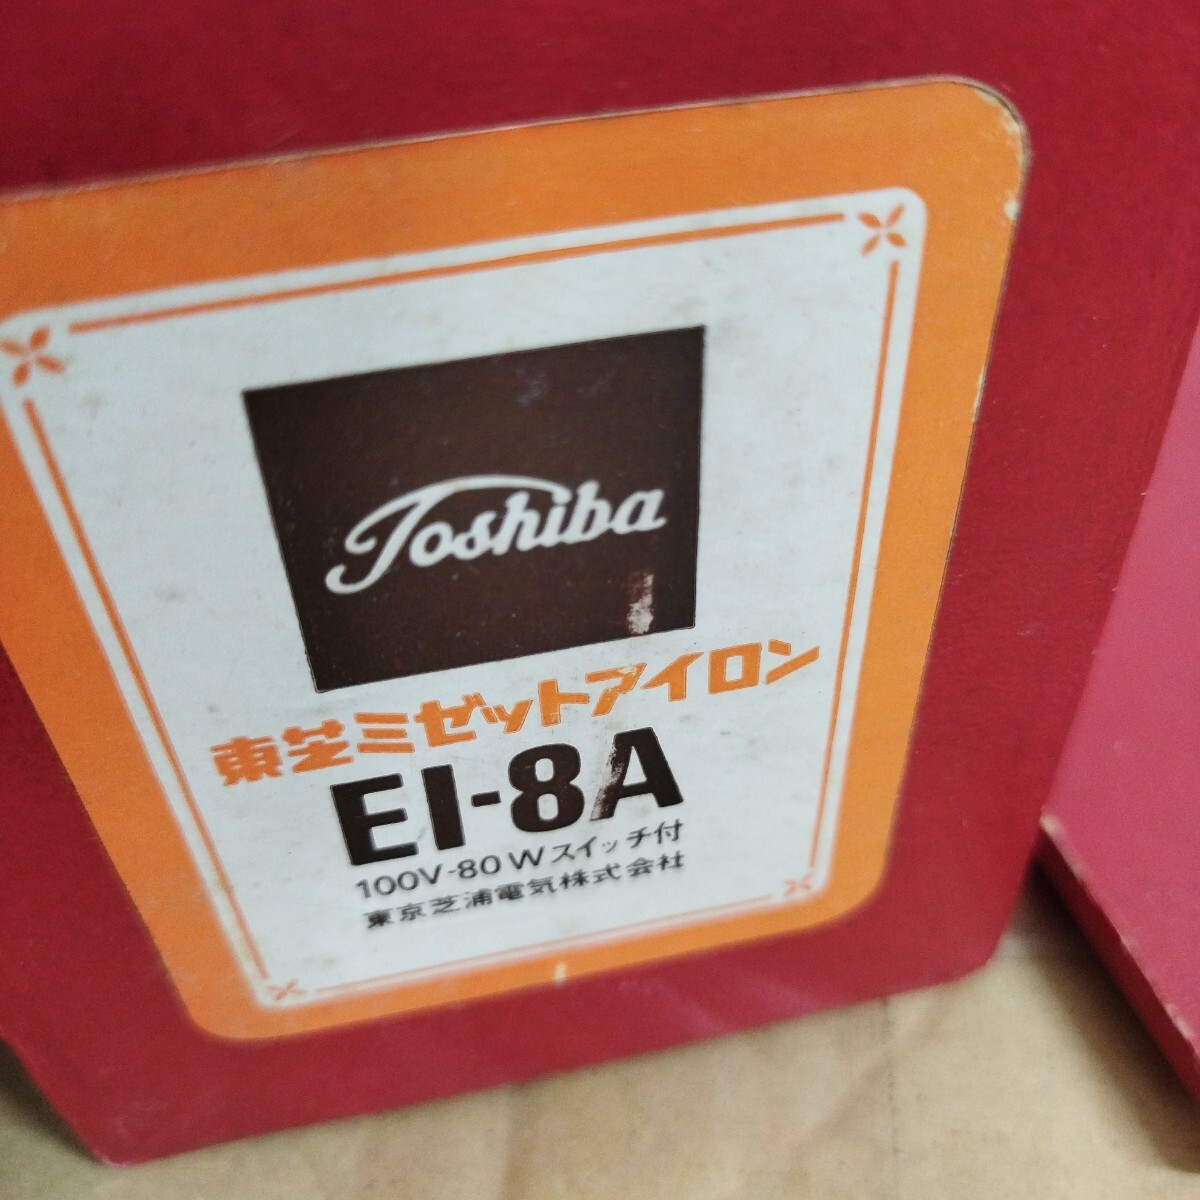 Toshiba
東芝ミゼットアイロン
EI-8A
100V-80Wスイッチ付
東京芝浦電気株式会社